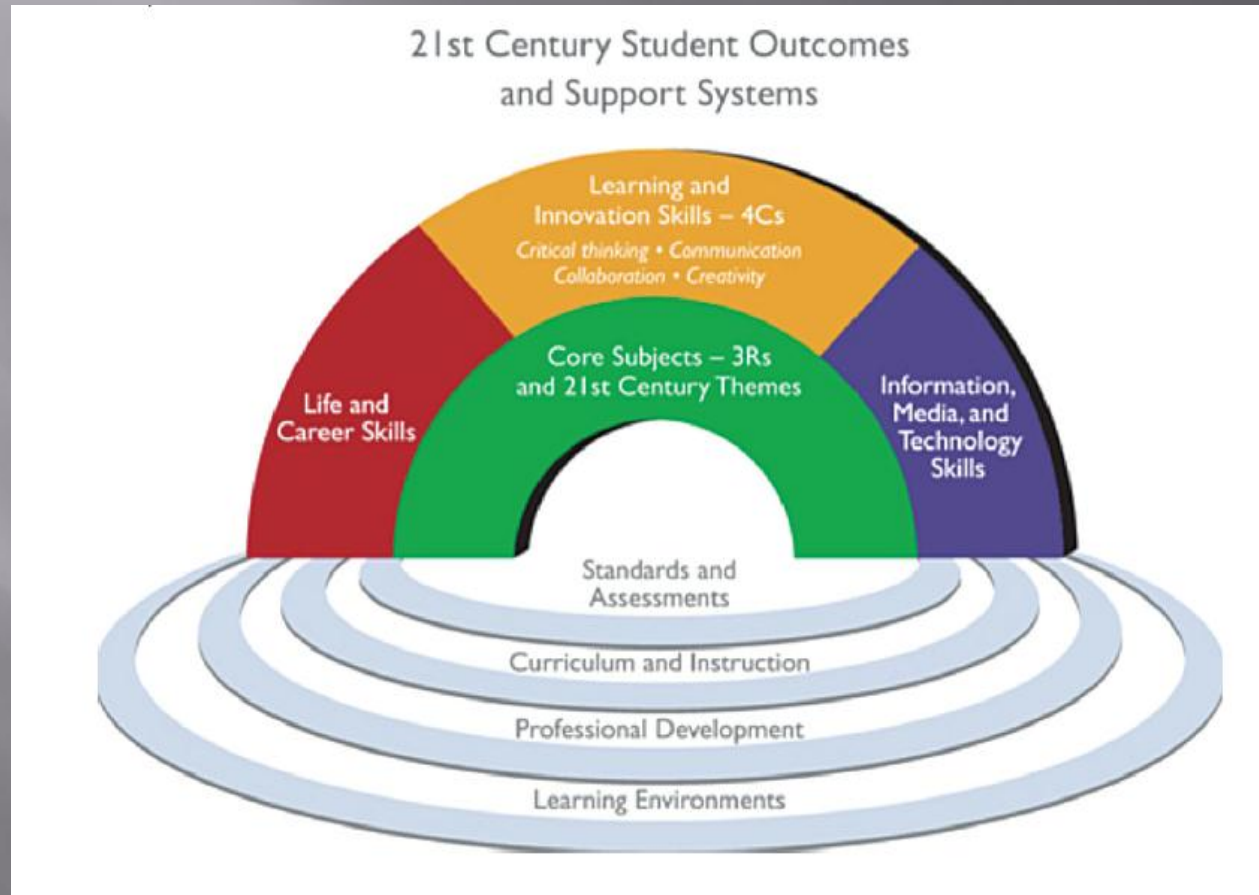 21st Century Student Outcomes
and Support Systems
Learning and
Innovation Skills – 4Cs
Critical thinking • Communication
Collaboration • Creativity
Core Subjects – 3Rs
and 21st Century Themes
Life and
Career Skills
Information,
Media, and
Technology
Skills
Standards and
Assessments
Curriculum and Instruction
Professional Development
Learning Environments